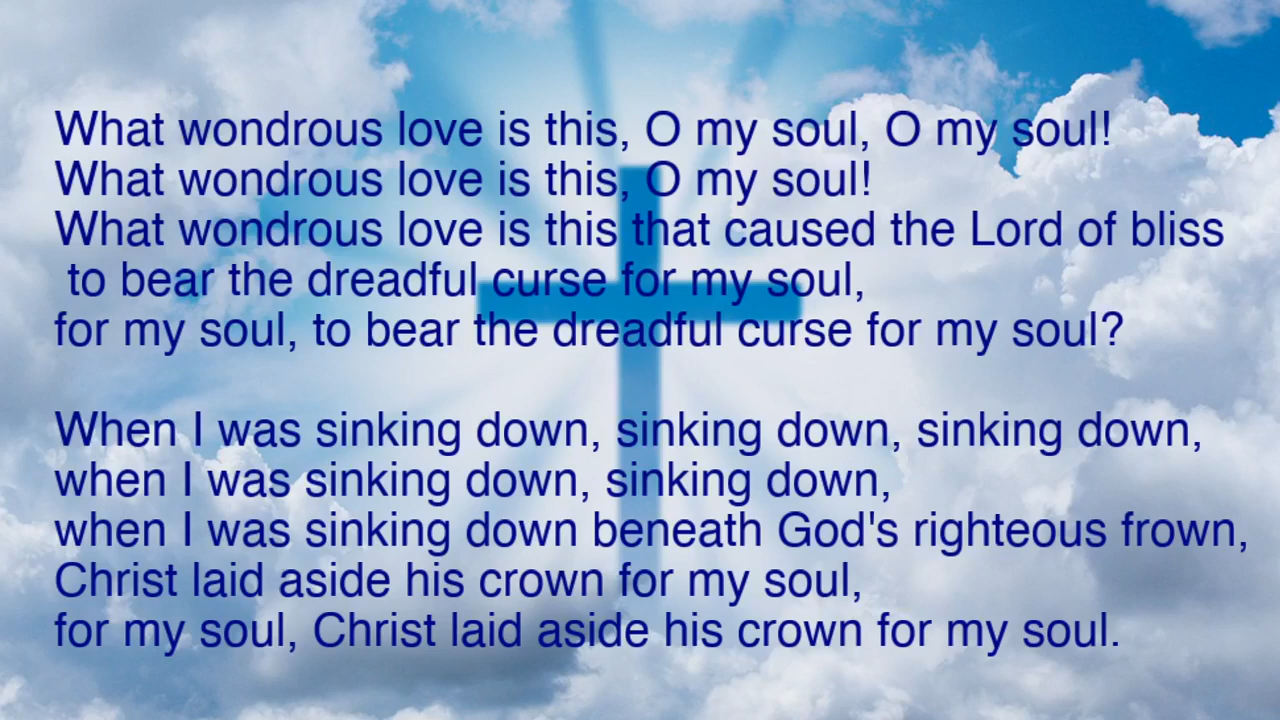 What wondrous love is this, O my soul, O my soul!
What wondrous love is this, O my soul!
What wondrous love is this that caused the Lord of bliss
to bear the dreadful curse for my soul,
for my soul, to bear the dreadful curse for my soul?
When I was sinking down, sinking down, sinking down,
when I was sinking down, sinking down,
when I was sinking down beneath God's righteous frown,
Christ laid aside his crown for my soul,
for my soul, Christ laid aside his crown for my soul.